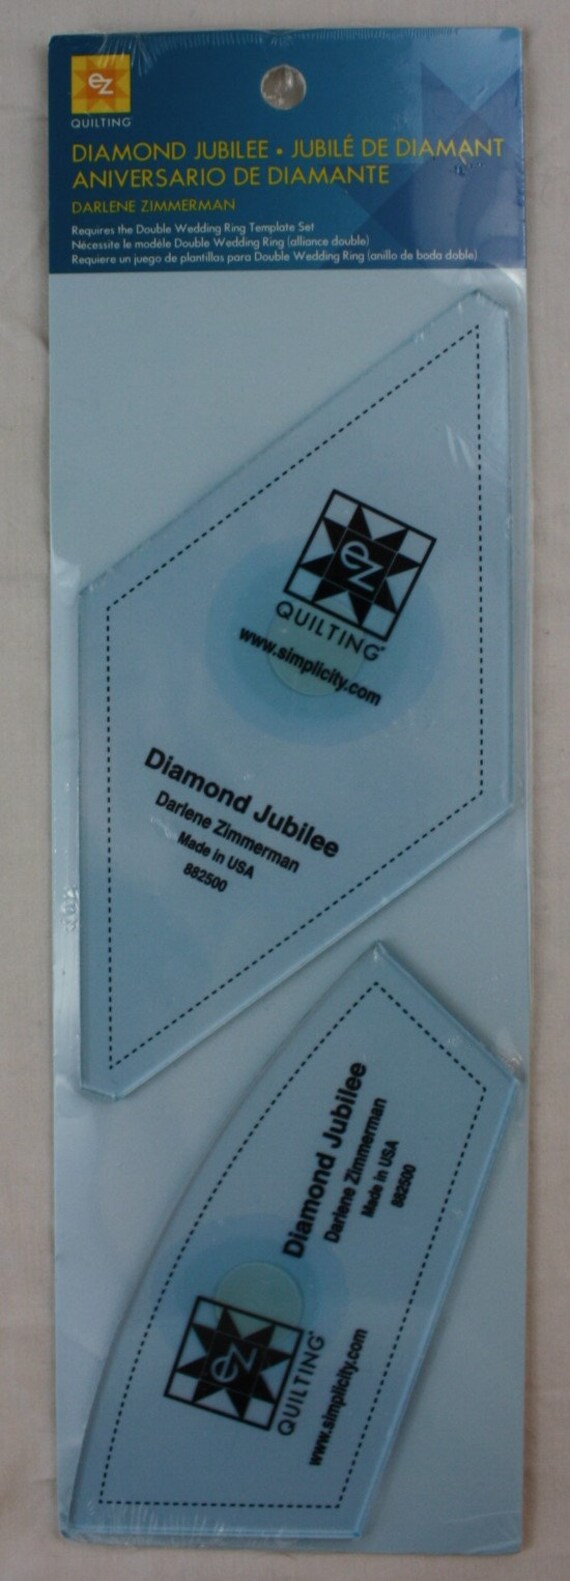 ez
QUILTING
DIAMOND JUBILEE • JUBILÉ DE DIAMANT
ANIVERSARIO DE DIAMANTE
DARLENE ZIMMERMAN
Requires the Double Wedding Ring Template Set
Nécessite le modéle Double Wedding Ring (alliance double)
Requiere un juego de plantillas para Double Wedding Ring (anillo de boda doble)
ez
QUILTING
www.simplicity.com
Diamond Jubilee
Darlene Zimmerman
Made in USA
882500
Diamond Jubilee
Darlene Zimmerman
Made in USA
882500
ez
QUILTING
www.simplicity.com